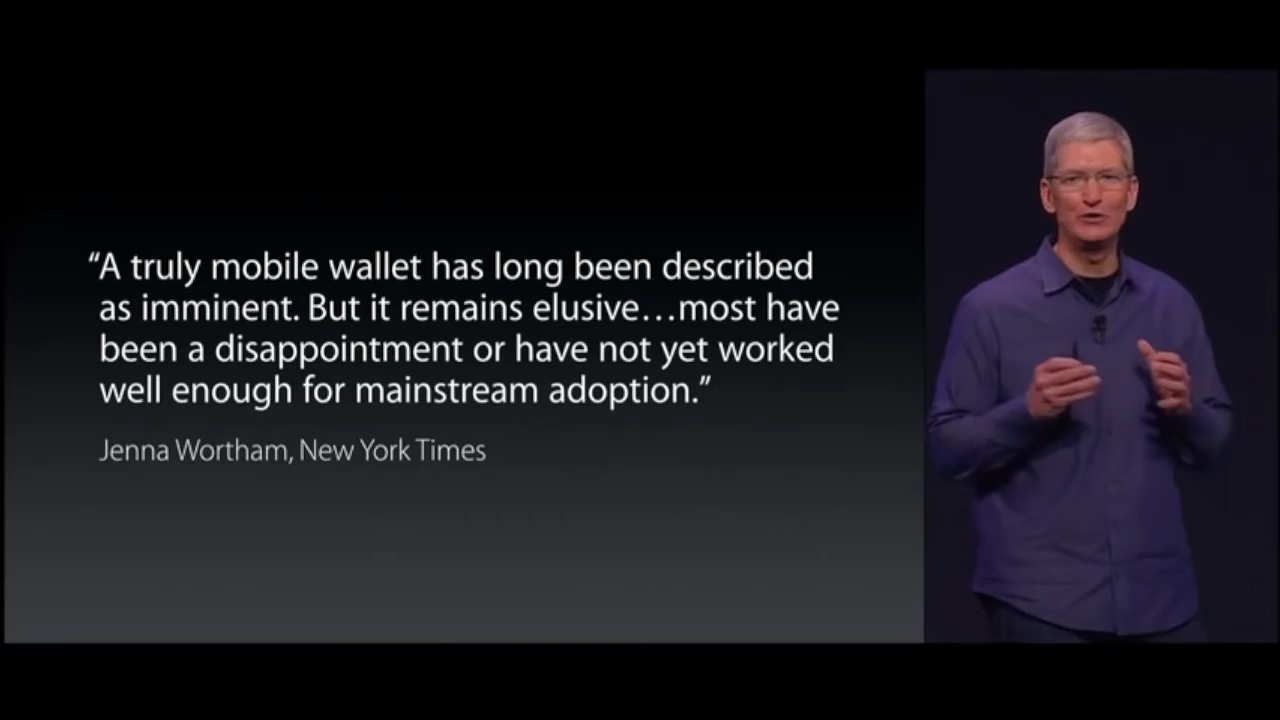 “A truly mobile wallet has long been described
as imminent. But it remains elusive…most have
been a disappointment or have not yet worked
well enough for mainstream adoption.”
Jenna Wortham, New York Times